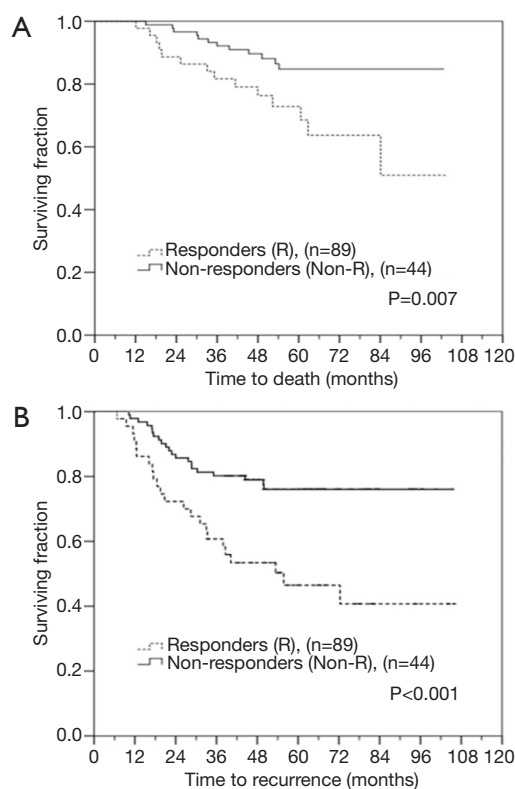 A
1.0
0.8
0.6
0.4
0.2
0.0
Surviving fraction
Responders (R), (n=89)
Non-responders (Non-R), (n=44)
P=0.007
0 12 24 36 48 60 72 84 96 108 120
Time to death (months)
B
1.0
0.8
0.6
0.4
0.2
0.0
Surviving fraction
Responders (R), (n=89)
Non-responders (Non-R), (n=44)
P<0.001
0 12 24 36 48 60 72 84 96 108 120
Time to recurrence (months)